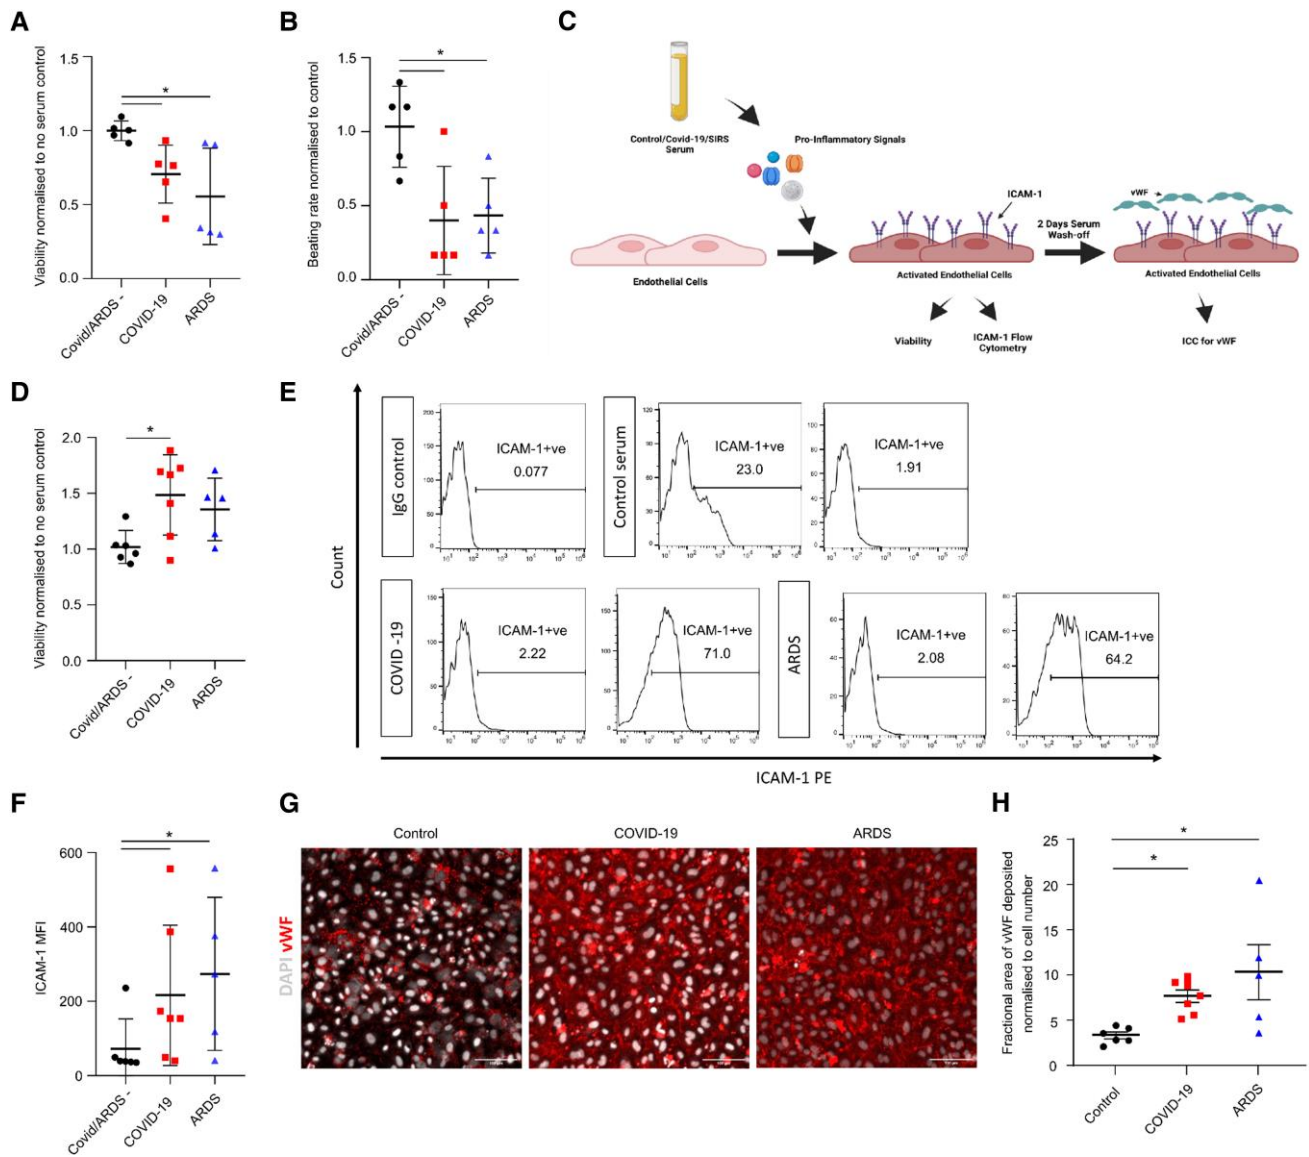 A
Viability normalised to no serum control
1.5
1.0
0.5
0.0
*
Covid/ARDS -
COVID-19
ARDS
B
Beating rate normalised to control
1.5
1.0
0.5
0.0
*
Covid/ARDS -
COVID-19
ARDS
C
Control/Covid-19/SIRS
Serum
Pro-Inflammatory Signals
Endothelial Cells
ICAM-1
Activated Endothelial Cells
2 Days Serum
Wash-off
vWF
Activated Endothelial Cells
Viability
ICAM-1 Flow
Cytometry
ICC for vWF
D
Viability normalised to no serum control
2.0
1.5
1.0
0.5
0.0
*
Covid/ARDS -
COVID-19
ARDS
E
Count
IgG control
ICAM-1+ve
0.077
Control serum
ICAM-1+ve
23.0
ICAM-1+ve
1.91
COVID -19
ICAM-1+ve
2.22
ICAM-1+ve
71.0
ARDS
ICAM-1+ve
2.08
ICAM-1+ve
64.2
ICAM-1 PE
F
ICAM-1 MFI
600
400
200
0
*
Covid/ARDS -
COVID-19
ARDS
G
Control
COVID-19
ARDS
DAPI vWF
H
Fractional area of vWF deposited
normalised to cell number
25
20
15
10
5
0
*
*
Control
COVID-19
ARDS